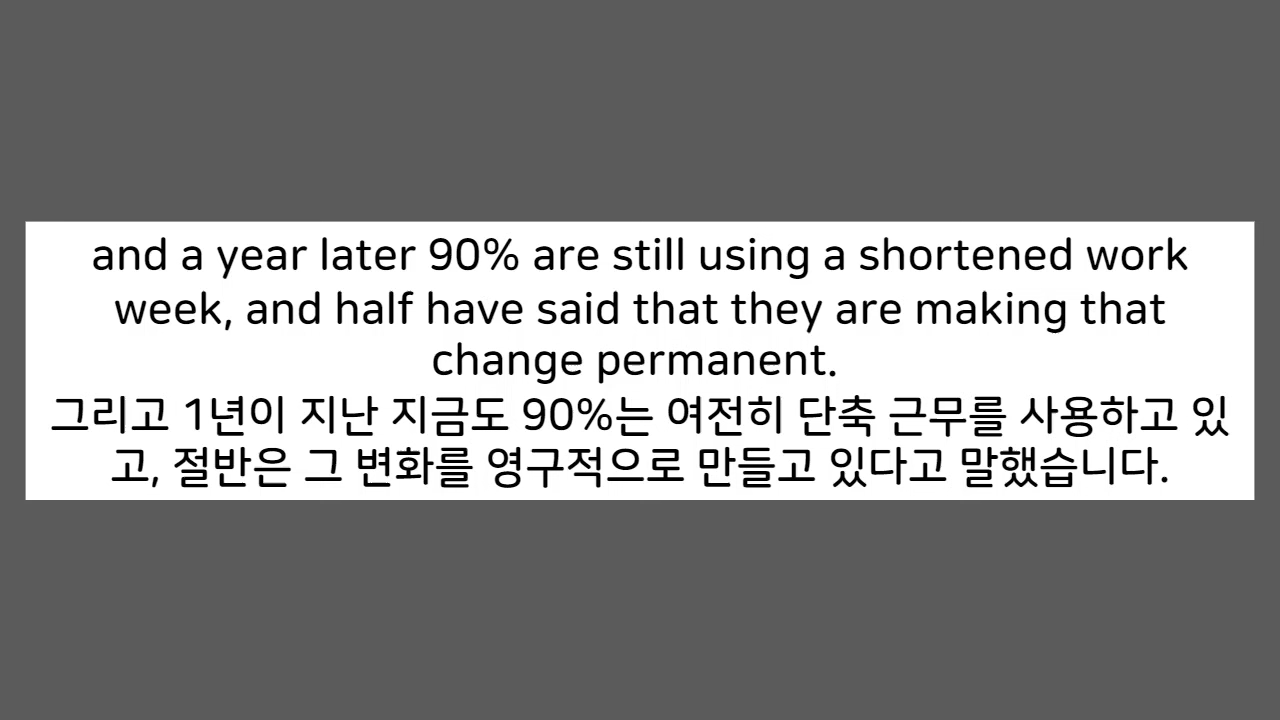 and a year later 90% are still using a shortened work
week, and half have said that they are making that
change permanent.
그리고 1년이 지난 지금도 90%는 여전히 단축 근무를 사용하고 있
고, 절반은 그 변화를 영구적으로 만들고 있다고 말했습니다.